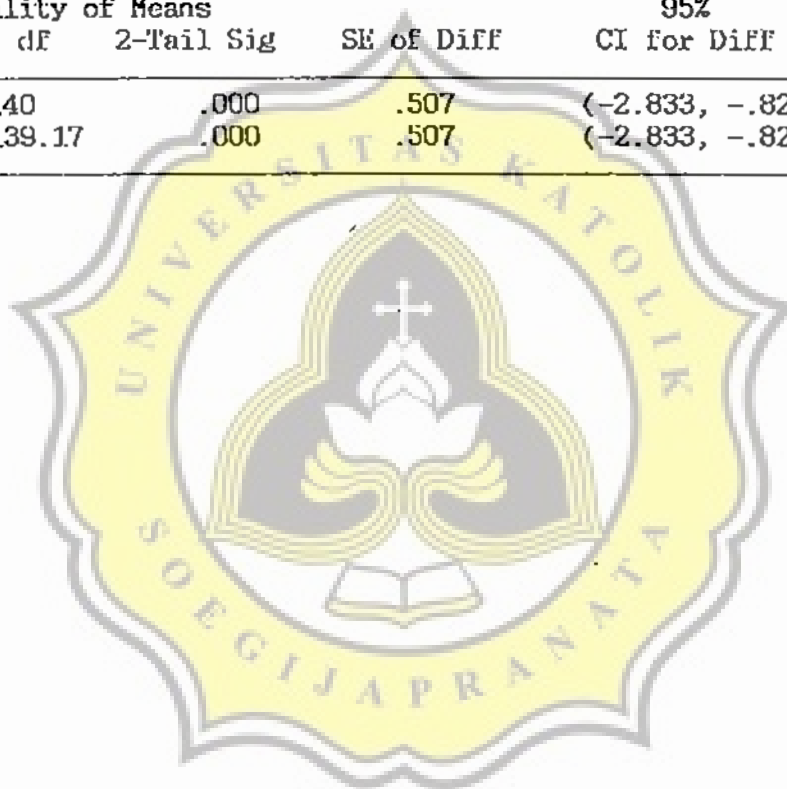 lity of Means 95%
df 2-Tail Sig SE of Diff CI for Diff
40 .000 .507 (-2.833, -.82
39.17 .000 .507 (-2.833, -.82
UNIVERSITAS KATOLIK
SOEGIJAPRANATA